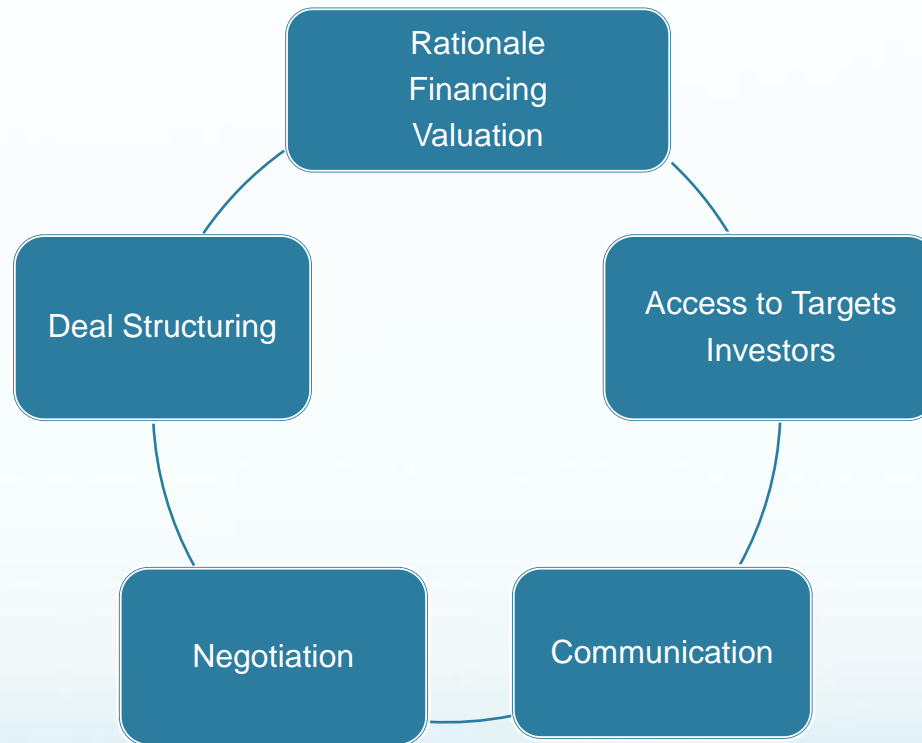 Rationale
Financing
Valuation
Access to Targets
Investors
Communication
Negotiation
Deal Structuring